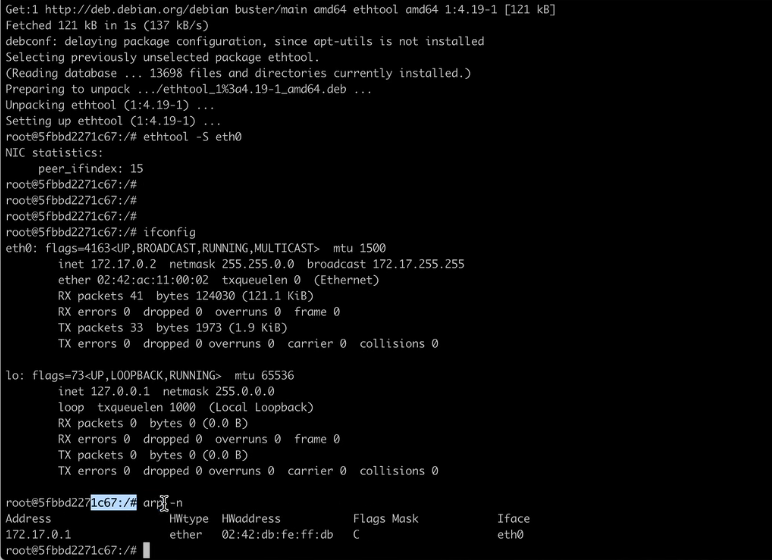 Get:1 http://deb.debian.org/debian buster/main amd64 ethtool amd64 1:4.19-1 [121 kB]
Fetched 121 kB in 1s (137 kB/s)
debconf: delaying package configuration, since apt-utils is not installed
Selecting previously unselected package ethtool.
(Reading database ... 13698 files and directories currently installed.)
Preparing to unpack .../ethtool_1%3a4.19-1_amd64.deb ...
Unpacking ethtool (1:4.19-1) ...
Setting up ethtool (1:4.19-1) ...
root@5fbbd2271c67:/# ethtool -S eth0
NIC statistics:
     peer_ifindex: 15
root@5fbbd2271c67:/#
root@5fbbd2271c67:/#
root@5fbbd2271c67:/#
root@5fbbd2271c67:/# ifconfig
eth0: flags=4163<UP,BROADCAST,RUNNING,MULTICAST>  mtu 1500
        inet 172.17.0.2  netmask 255.255.0.0  broadcast 172.17.255.255
        ether 02:42:ac:11:00:02  txqueuelen 0  (Ethernet)
        RX packets 41  bytes 124030 (121.1 KiB)
        RX errors 0  dropped 0  overruns 0  frame 0
        TX packets 33  bytes 1973 (1.9 KiB)
        TX errors 0  dropped 0 overruns 0  carrier 0  collisions 0
lo: flags=73<UP,LOOPBACK,RUNNING>  mtu 65536
        inet 127.0.0.1  netmask 255.0.0.0
        loop  txqueuelen 1000  (Local Loopback)
        RX packets 0  bytes 0 (0.0 B)
        RX errors 0  dropped 0  overruns 0  frame 0
        TX packets 0  bytes 0 (0.0 B)
        TX errors 0  dropped 0 overruns 0  carrier 0  collisions 0
root@5fbbd2271c67:/# arp -n
Address                  HWtype  HWaddress           Flags Mask            Iface
172.17.0.1               ether   02:42:db:fe:ff:db   C                     eth0
root@5fbbd2271c67:/#